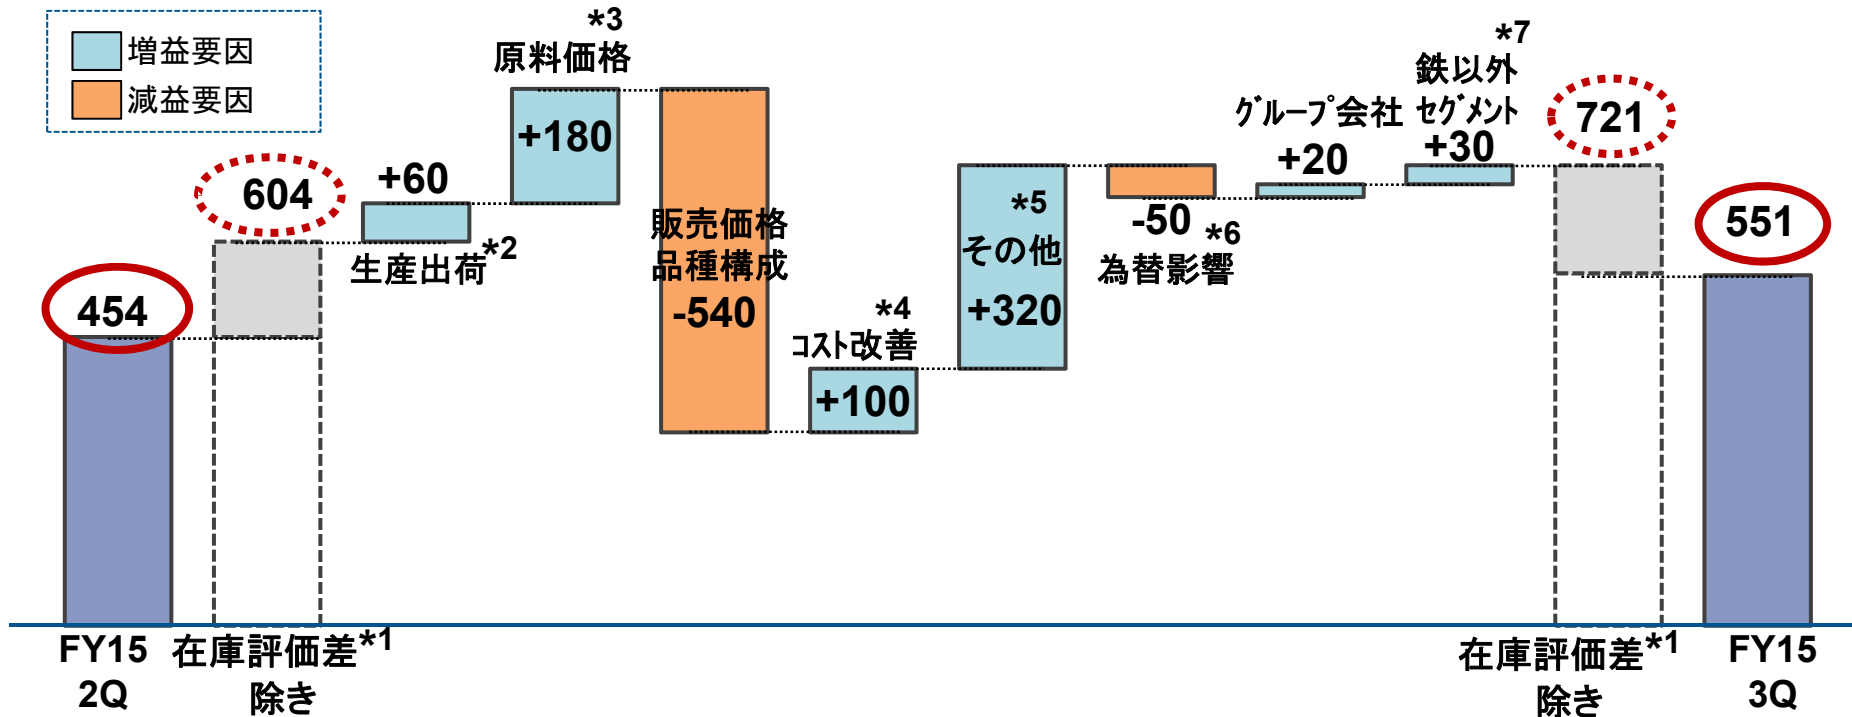 増益要因
減益要因
454
604
+60
生産出荷*2
*3
原料価格
+180
販売価格
品種構成
-540
*4
コスト改善
+100
*5
その他
+320
-50
*6
為替影響
グループ会社
+20
*7
鉄以外
セグメント
+30
721
551
FY15
2Q
在庫評価差*1
除き
在庫評価差*1
除き
FY15
3Q